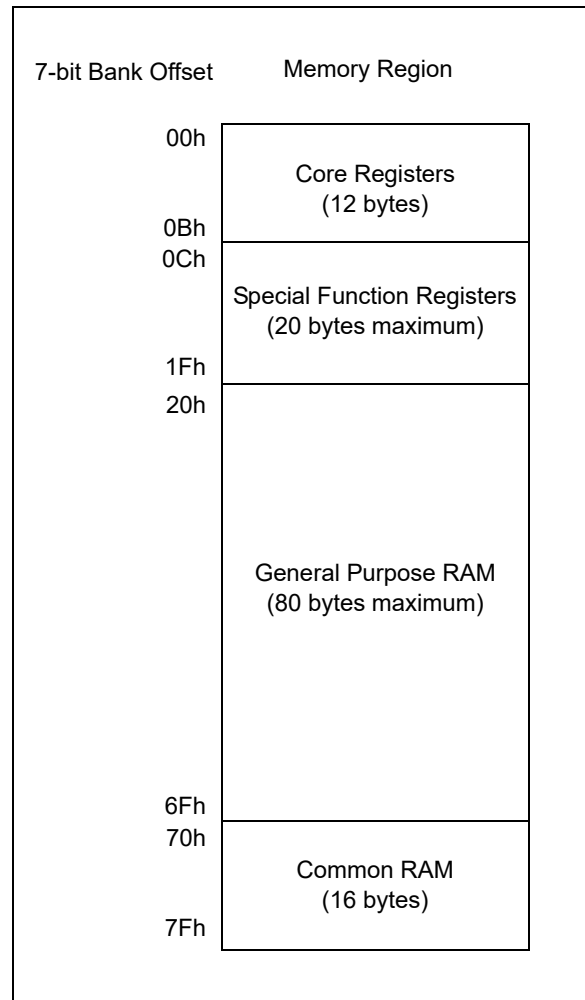 7-bit Bank Offset
Memory Region
00h
Core Registers
(12 bytes)
0Bh
0Ch
Special Function Registers
(20 bytes maximum)
1Fh
20h
General Purpose RAM
(80 bytes maximum)
6Fh
70h
Common RAM
(16 bytes)
7Fh